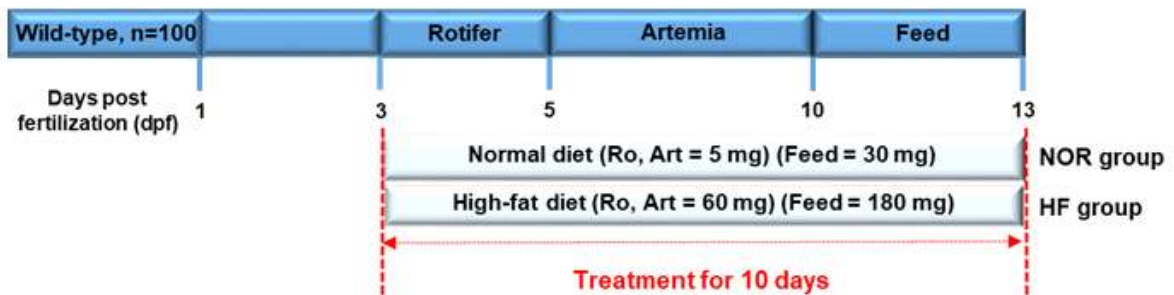 Wild-type, n=100 Rotifer Artemia Feed
Days post
fertilization (dpf)
1 3 5 10 13
Normal diet (Ro, Art = 5 mg) (Feed = 30 mg) NOR group
High-fat diet (Ro, Art = 60 mg) (Feed = 180 mg) HF group
Treatment for 10 days